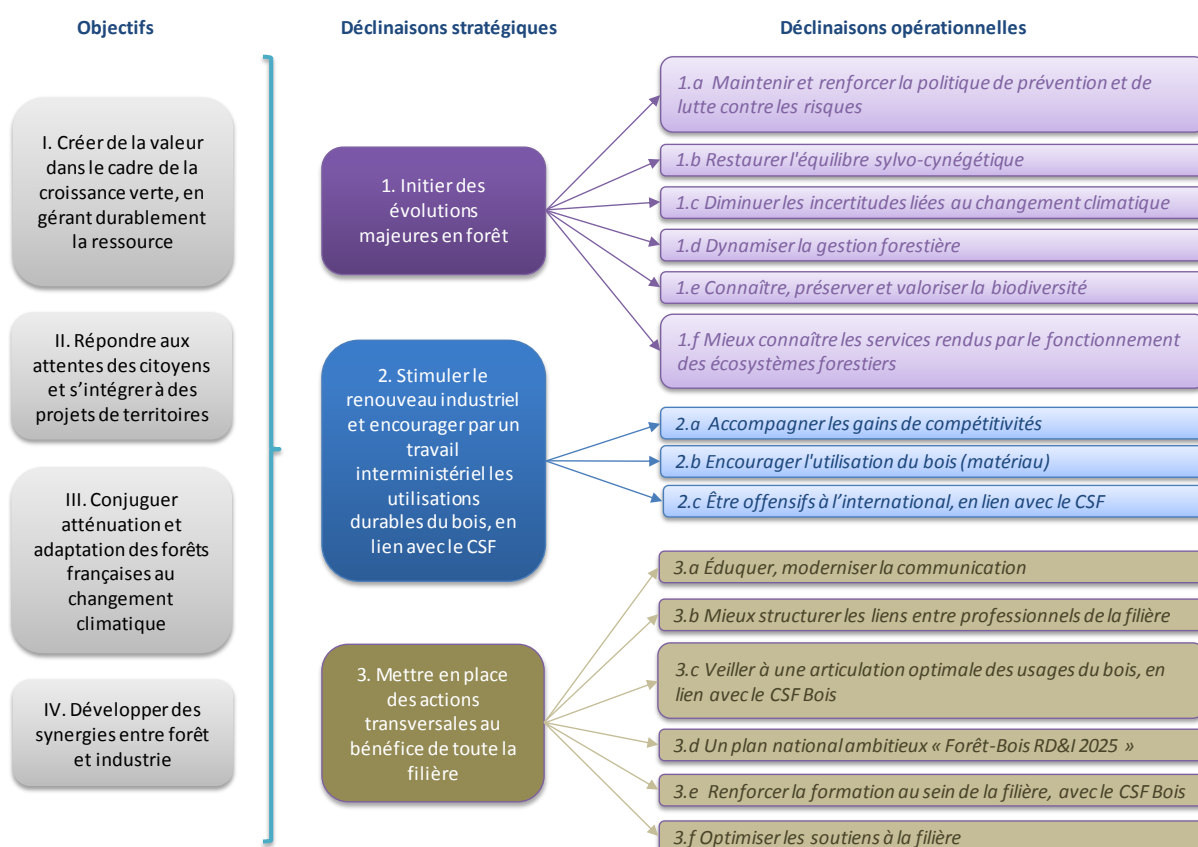 Objectifs
Déclinaisons stratégiques
Déclinaisons opérationnelles
I. Créer de la valeur
dans le cadre de la
croissance verte, en
gérant durablement
la ressource
II. Répondre aux
attentes des citoyens
et s'intégrer à des
projets de territoires
III. Conjuguer
atténuation et
adaptation des forêts
françaises au
changement
climatique
IV. Développer des
synergies entre forêt
et industrie
1. Initier des
évolutions
majeures en forêt
1.a Maintenir et renforcer la politique de prévention et de
lutte contre les risques
1.b Restaurer l'équilibre sylvo-cynégétique
1.c Diminuer les incertitudes liées au changement climatique
1.d Dynamiser la gestion forestière
1.e Connaître, préserver et valoriser la biodiversité
1.f Mieux connaître les services rendus par le fonctionnement
des écosystèmes forestiers
2. Stimuler le
renouveau industriel
et encourager par un
travail
interministériel les
utilisations
durables du bois, en
lien avec le CSF
2.a Accompagner les gains de compétitivités
2.b Encourager l'utilisation du bois (matériau)
2.c Être offensifs à l'international, en lien avec le CSF
3. Mettre en place
des actions
transversales au
bénéfice de toute la
filière
3.a Éduquer, moderniser la communication
3.b Mieux structurer les liens entre professionnels de la filière
3.c Veiller à une articulation optimale des usages du bois, en
lien avec le CSF Bois
3.d Un plan national ambitieux « Forêt-Bois RD&I 2025 »
3.e Renforcer la formation au sein de la filière, avec le CSF Bois
3.f Optimiser les soutiens à la filière